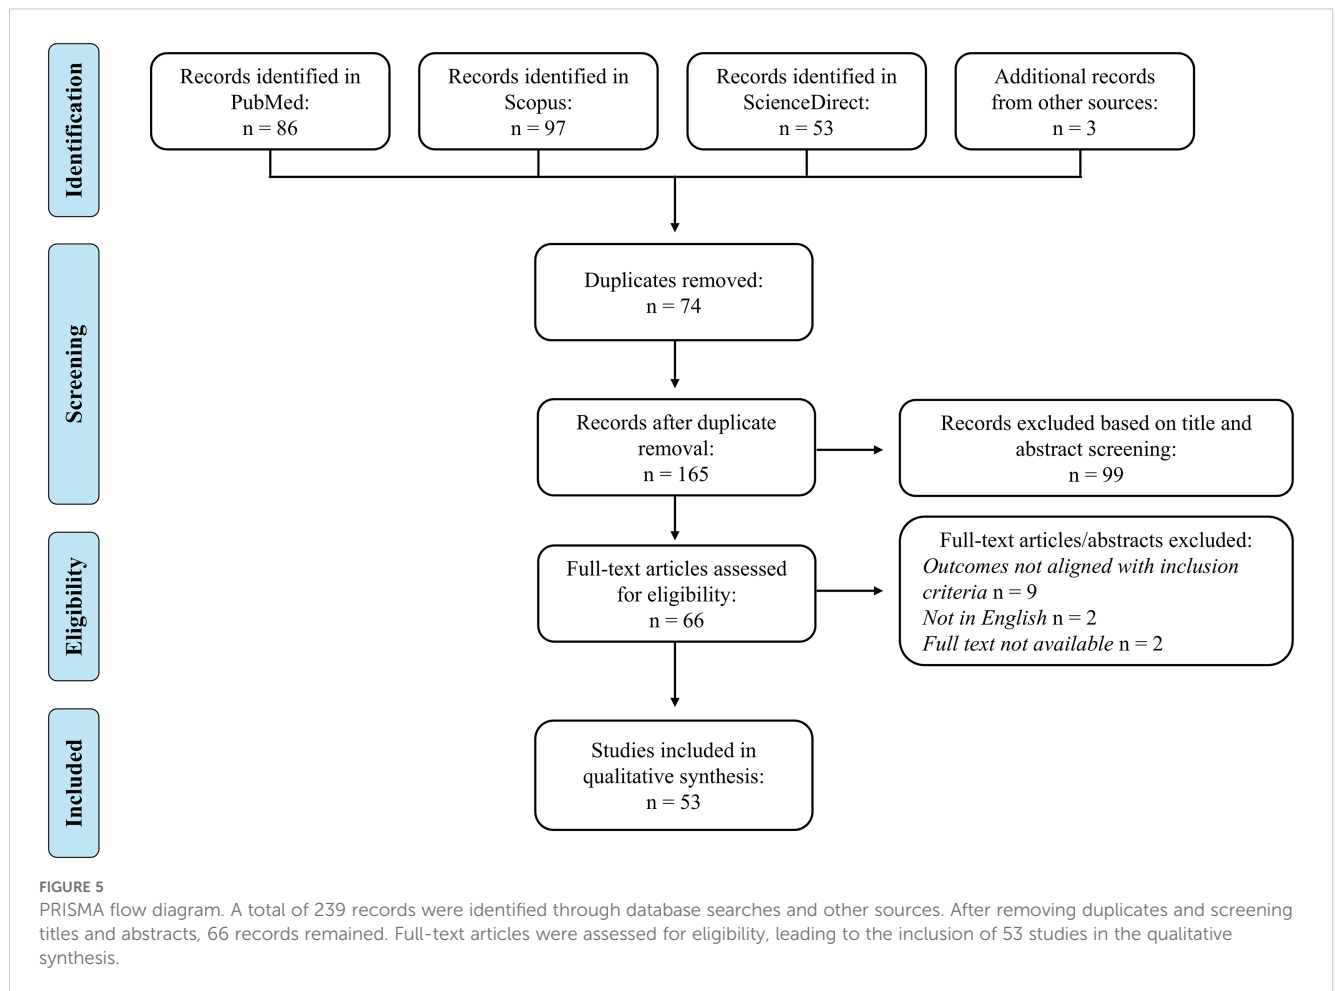 Identification
Records identified in
PubMed:
n = 86
Records identified in
Scopus:
n = 97
Records identified in
ScienceDirect:
n = 53
Additional records
from other sources:
n = 3
Screening
Duplicates removed:
n = 74
Records after duplicate
removal:
n = 165
Records excluded based on title and
abstract screening:
n = 99
Eligibility
Full-text articles assessed
for eligibility:
n = 66
Full-text articles/abstracts excluded:
Outcomes not aligned with inclusion
criteria n = 9
Not in English n = 2
Full text not available n = 2
Included
Studies included in
qualitative synthesis:
n = 53
FIGURE 5
PRISMA flow diagram. A total of 239 records were identified through database searches and other sources. After removing duplicates and screening
titles and abstracts, 66 records remained. Full-text articles were assessed for eligibility, leading to the inclusion of 53 studies in the qualitative
synthesis.